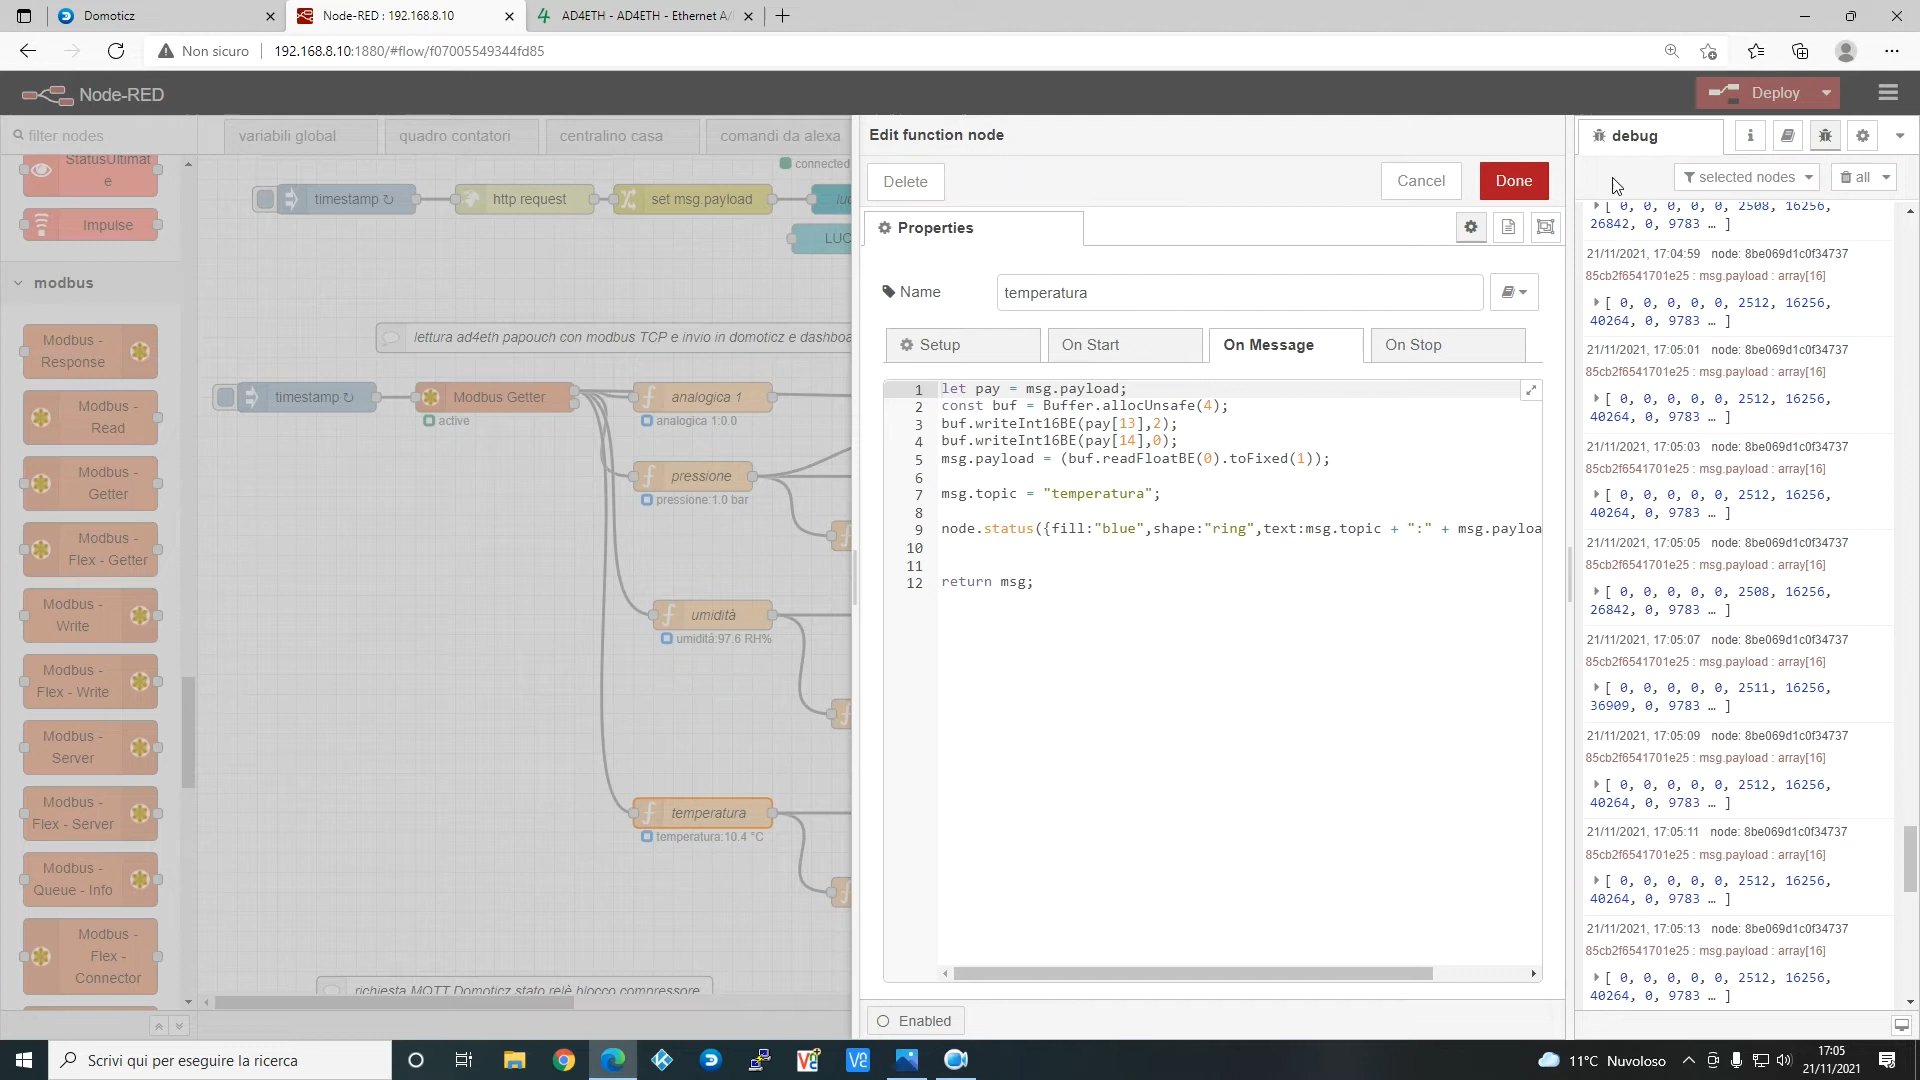 Domoticz
Node-RED : 192.168.8.10
AD4ETH - AD4ETH - Ethernet A/
Non sicuro
192.168.8.10:1880/#flow/f07005549344fd85
Node-RED
Deploy
filter nodes
variabili global
quadro contatori
centralino casa
comandi da alexa
StatusUltimat
e
Impulse
modbus
Modbus -
Response
Modbus -
Read
Modbus -
Getter
Modbus -
Flex - Getter
Modbus -
Write
Modbus -
Flex - Write
Modbus -
Server
Modbus -
Flex - Server
Modbus -
Queue - Info
Modbus -
Flex -
Connector
connected
timestamp ↻
http request
set msg.payload
LUC
lettura ad4eth papouch con modbus TCP e invio in domoticz e dashboa
timestamp ↻
Modbus Getter
active
analogica 1
analogica 1:0.0
pressione
pressione:1.0 bar
umidità
umidità:97.6 RH%
temperatura
temperatura:10.4 °C
richiesta MQTT Domoticz stato relè blocco compressore
Edit function node
Delete
Cancel
Done
Properties
Name
temperatura
Setup
On Start
On Message
On Stop
1 let pay = msg.payload;
2 const buf = Buffer.allocUnsafe(4);
3 buf.writeInt16BE(pay[13],2);
4 buf.writeInt16BE(pay[14],0);
5 msg.payload = (buf.readFloatBE(0).toFixed(1));
6
7 msg.topic = "temperatura";
8
9 node.status({fill:"blue",shape:"ring",text:msg.topic + ":" + msg.payloa
10
11
12 return msg;
Enabled
debug
selected nodes
all
[ 0, 0, 0, 0, 0, 2508, 16256,
26842, 0, 9783 … ]
21/11/2021, 17:04:59 node: 8be069d1c0f34737
85cb2f6541701e25 : msg.payload : array[16]
[ 0, 0, 0, 0, 0, 2512, 16256,
40264, 0, 9783 … ]
21/11/2021, 17:05:01 node: 8be069d1c0f34737
85cb2f6541701e25 : msg.payload : array[16]
[ 0, 0, 0, 0, 0, 2512, 16256,
40264, 0, 9783 … ]
21/11/2021, 17:05:03 node: 8be069d1c0f34737
85cb2f6541701e25 : msg.payload : array[16]
[ 0, 0, 0, 0, 0, 2512, 16256,
40264, 0, 9783 … ]
21/11/2021, 17:05:05 node: 8be069d1c0f34737
85cb2f6541701e25 : msg.payload : array[16]
[ 0, 0, 0, 0, 0, 2508, 16256,
26842, 0, 9783 … ]
21/11/2021, 17:05:07 node: 8be069d1c0f34737
85cb2f6541701e25 : msg.payload : array[16]
[ 0, 0, 0, 0, 0, 2511, 16256,
36909, 0, 9783 … ]
21/11/2021, 17:05:09 node: 8be069d1c0f34737
85cb2f6541701e25 : msg.payload : array[16]
[ 0, 0, 0, 0, 0, 2512, 16256,
40264, 0, 9783 … ]
21/11/2021, 17:05:11 node: 8be069d1c0f34737
85cb2f6541701e25 : msg.payload : array[16]
[ 0, 0, 0, 0, 0, 2512, 16256,
40264, 0, 9783 … ]
21/11/2021, 17:05:13 node: 8be069d1c0f34737
85cb2f6541701e25 : msg.payload : array[16]
[ 0, 0, 0, 0, 0, 2512, 16256,
40264, 0, 9783 … ]
Scrivi qui per eseguire la ricerca
11°C Nuvoloso
17:05
21/11/2021